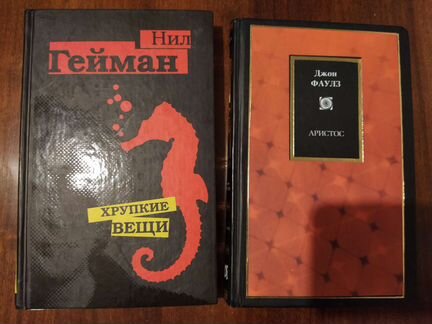 Нил
Гейман
ХРУПКИЕ
ВЕЩИ
Джон
ФАУЛЗ
АРИСТОС